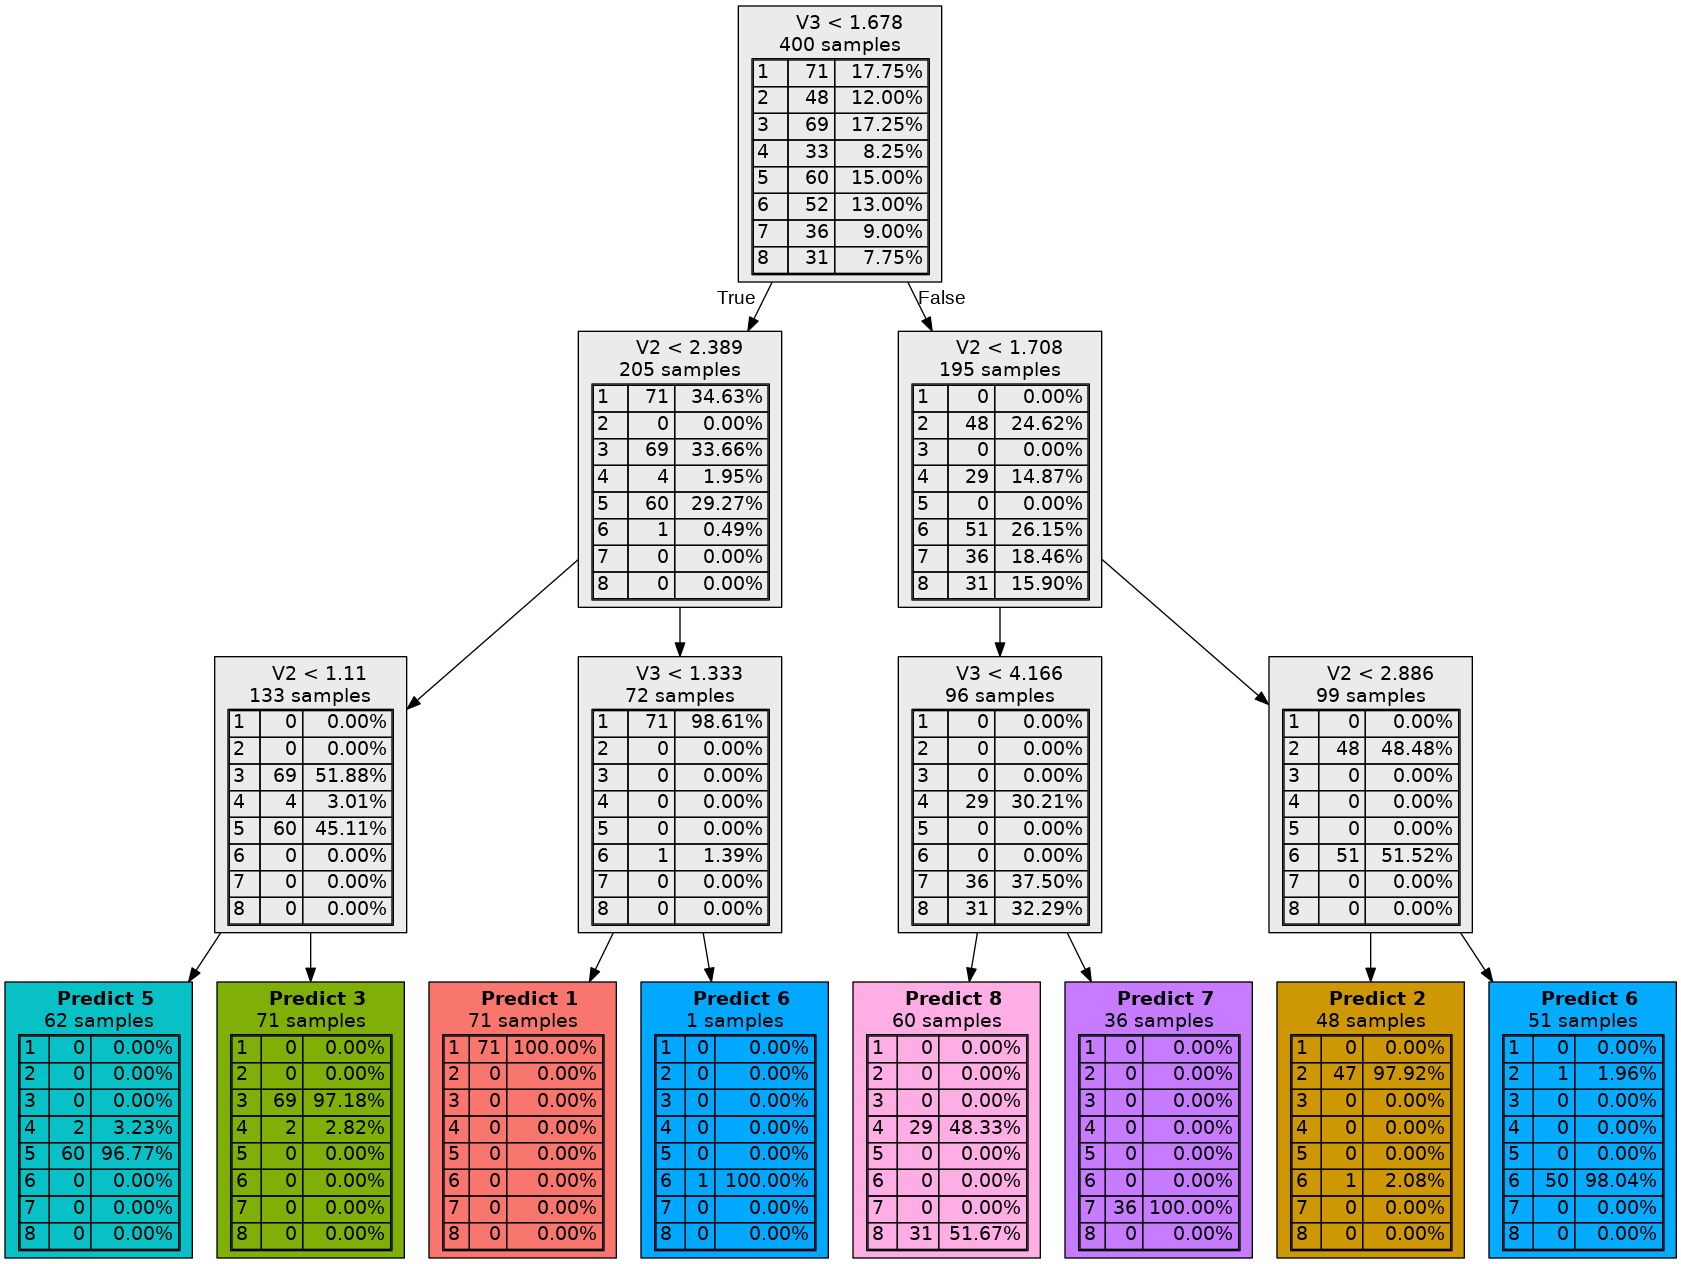 V3 < 1.678
400 samples
1 71 17.75%
2 48 12.00%
3 69 17.25%
4 33 8.25%
5 60 15.00%
6 52 13.00%
7 36 9.00%
8 31 7.75%
True
False
V2 < 2.389
205 samples
1 71 34.63%
2 0 0.00%
3 69 33.66%
4 4 1.95%
5 60 29.27%
6 1 0.49%
7 0 0.00%
8 0 0.00%
V2 < 1.708
195 samples
1 0 0.00%
2 48 24.62%
3 0 0.00%
4 29 14.87%
5 0 0.00%
6 51 26.15%
7 36 18.46%
8 31 15.90%
V2 < 1.11
133 samples
1 0 0.00%
2 0 0.00%
3 69 51.88%
4 4 3.01%
5 60 45.11%
6 0 0.00%
7 0 0.00%
8 0 0.00%
V3 < 1.333
72 samples
1 71 98.61%
2 0 0.00%
3 0 0.00%
4 0 0.00%
5 0 0.00%
6 1 1.39%
7 0 0.00%
8 0 0.00%
V3 < 4.166
96 samples
1 0 0.00%
2 0 0.00%
3 0 0.00%
4 29 30.21%
5 0 0.00%
6 0 0.00%
7 36 37.50%
8 31 32.29%
V2 < 2.886
99 samples
1 0 0.00%
2 48 48.48%
3 0 0.00%
4 0 0.00%
5 0 0.00%
6 51 51.52%
7 0 0.00%
8 0 0.00%
Predict 5
62 samples
1 0 0.00%
2 0 0.00%
3 0 0.00%
4 2 3.23%
5 60 96.77%
6 0 0.00%
7 0 0.00%
8 0 0.00%
Predict 3
71 samples
1 0 0.00%
2 0 0.00%
3 69 97.18%
4 2 2.82%
5 0 0.00%
6 0 0.00%
7 0 0.00%
8 0 0.00%
Predict 1
71 samples
1 71 100.00%
2 0 0.00%
3 0 0.00%
4 0 0.00%
5 0 0.00%
6 0 0.00%
7 0 0.00%
8 0 0.00%
Predict 6
1 samples
1 0 0.00%
2 0 0.00%
3 0 0.00%
4 0 0.00%
5 0 0.00%
6 1 100.00%
7 0 0.00%
8 0 0.00%
Predict 8
60 samples
1 0 0.00%
2 0 0.00%
3 0 0.00%
4 29 48.33%
5 0 0.00%
6 0 0.00%
7 0 0.00%
8 31 51.67%
Predict 7
36 samples
1 0 0.00%
2 0 0.00%
3 0 0.00%
4 0 0.00%
5 0 0.00%
6 0 0.00%
7 36 100.00%
8 0 0.00%
Predict 2
48 samples
1 0 0.00%
2 47 97.92%
3 0 0.00%
4 0 0.00%
5 0 0.00%
6 1 2.08%
7 0 0.00%
8 0 0.00%
Predict 6
51 samples
1 0 0.00%
2 1 1.96%
3 0 0.00%
4 0 0.00%
5 0 0.00%
6 50 98.04%
7 0 0.00%
8 0 0.00%